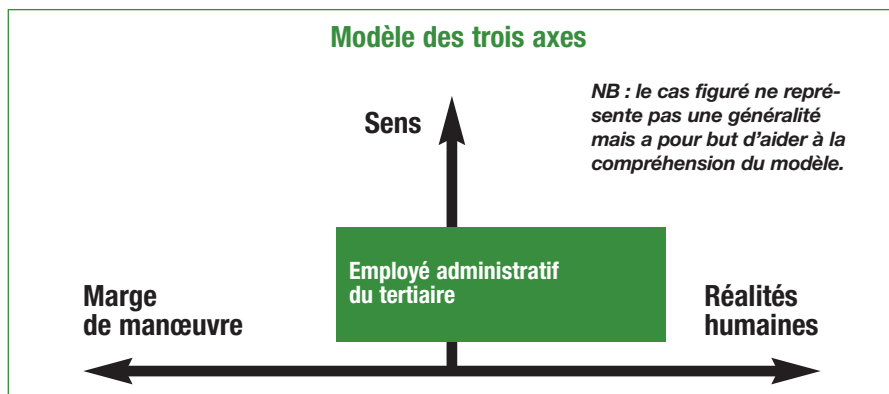 Modèle des trois axes
NB : le cas figuré ne repré-
sente pas une généralité
mais a pour but d'aider à la
compréhension du modèle.
Sens
Employé administratif
du tertiaire
Marge
de manœuvre
Réalités
humaines